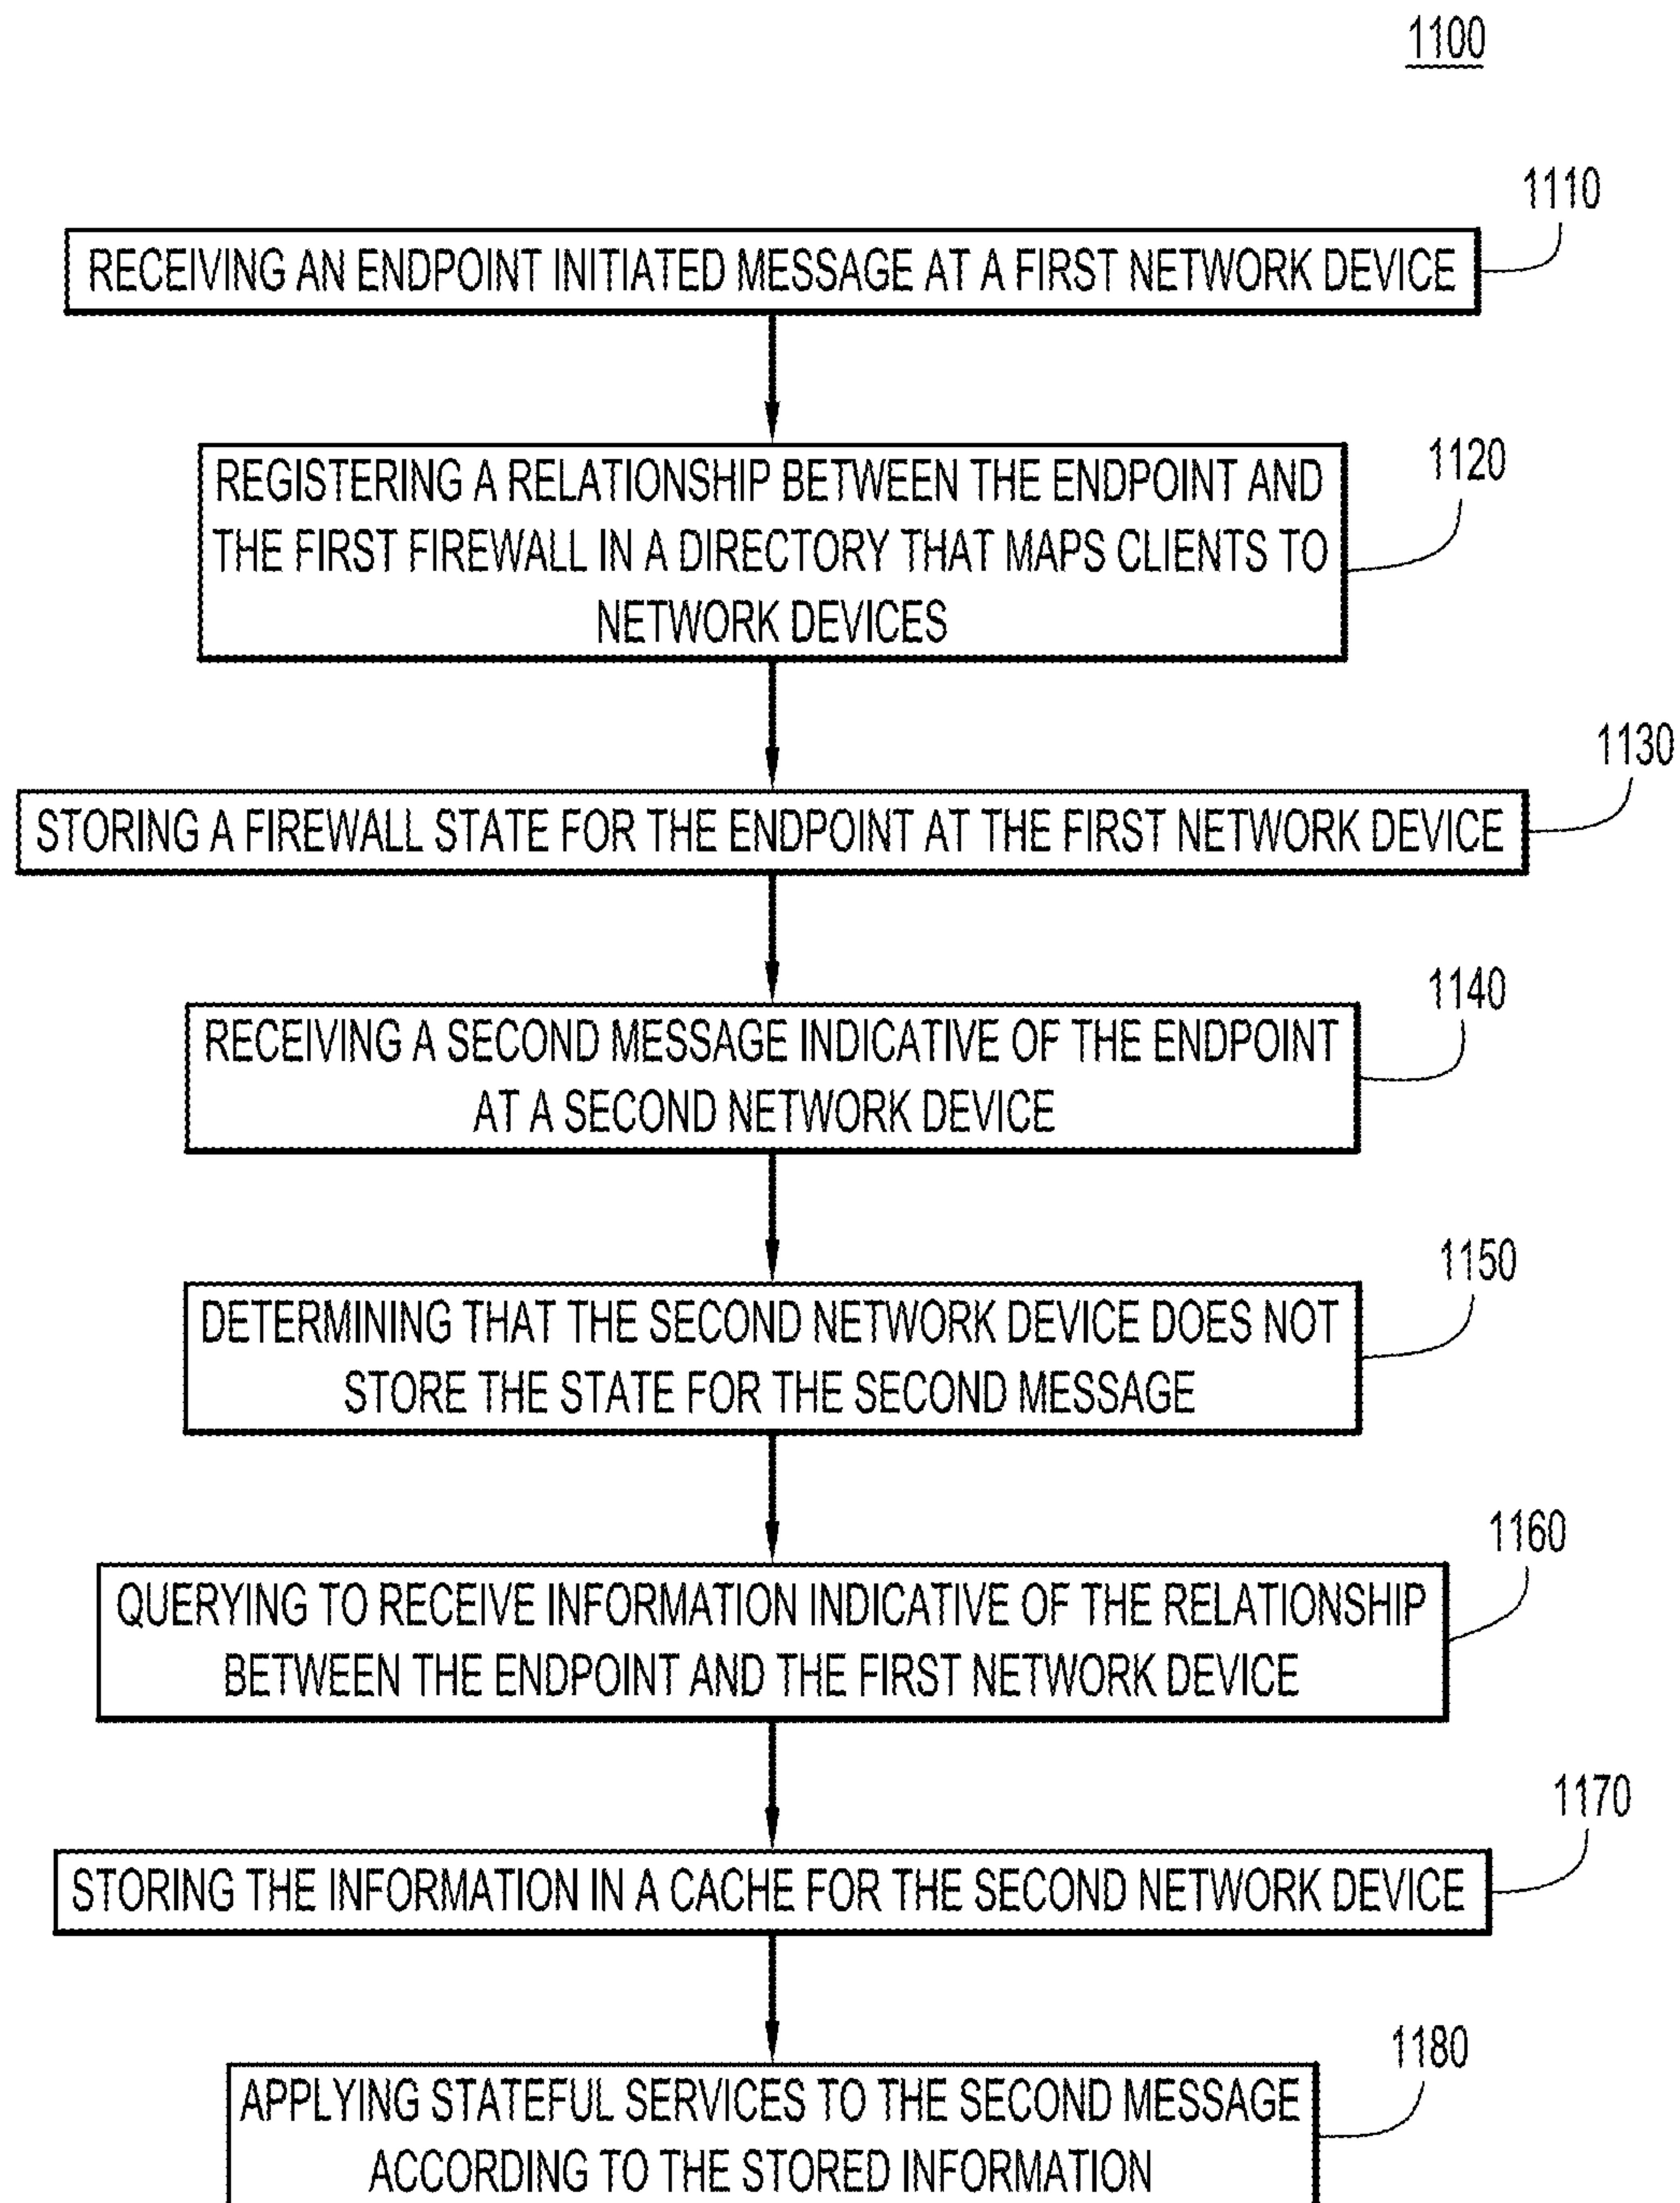 1100
1110
RECEIVING AN ENDPOINT INITIATED MESSAGE AT A FIRST NETWORK DEVICE
1120
REGISTERING A RELATIONSHIP BETWEEN THE ENDPOINT AND
THE FIRST FIREWALL IN A DIRECTORY THAT MAPS CLIENTS TO
NETWORK DEVICES
1130
STORING A FIREWALL STATE FOR THE ENDPOINT AT THE FIRST NETWORK DEVICE
1140
RECEIVING A SECOND MESSAGE INDICATIVE OF THE ENDPOINT
AT A SECOND NETWORK DEVICE
1150
DETERMINING THAT THE SECOND NETWORK DEVICE DOES NOT
STORE THE STATE FOR THE SECOND MESSAGE
1160
QUERYING TO RECEIVE INFORMATION INDICATIVE OF THE RELATIONSHIP
BETWEEN THE ENDPOINT AND THE FIRST NETWORK DEVICE
1170
STORING THE INFORMATION IN A CACHE FOR THE SECOND NETWORK DEVICE
1180
APPLYING STATEFUL SERVICES TO THE SECOND MESSAGE
ACCORDING TO THE STORED INFORMATION